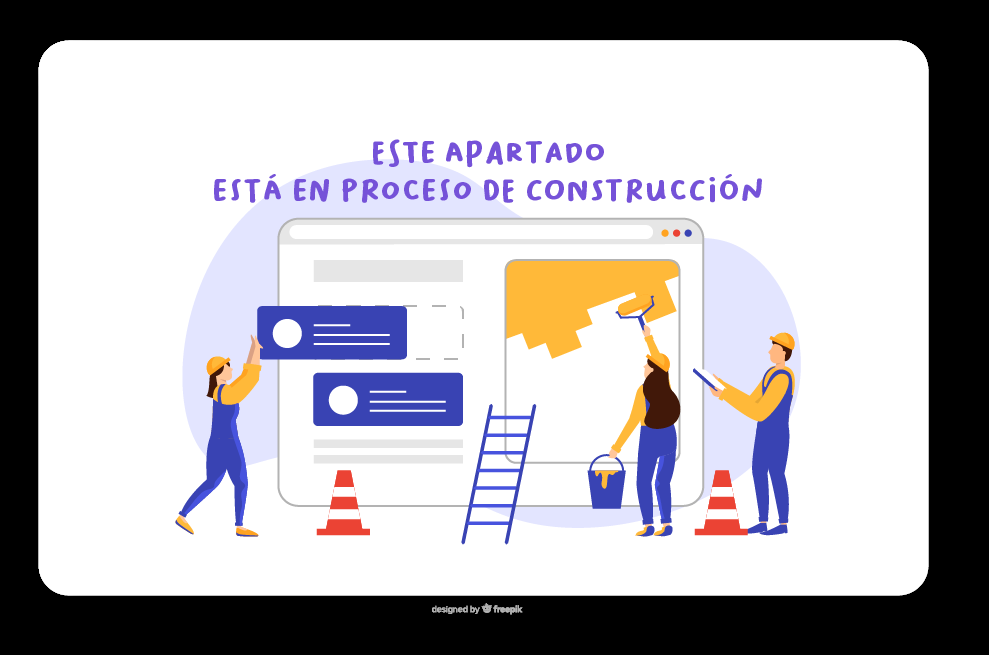 ESTE APARTADO
ESTÁ EN PROCESO DE CONSTRUCCIÓN
designed by freepik